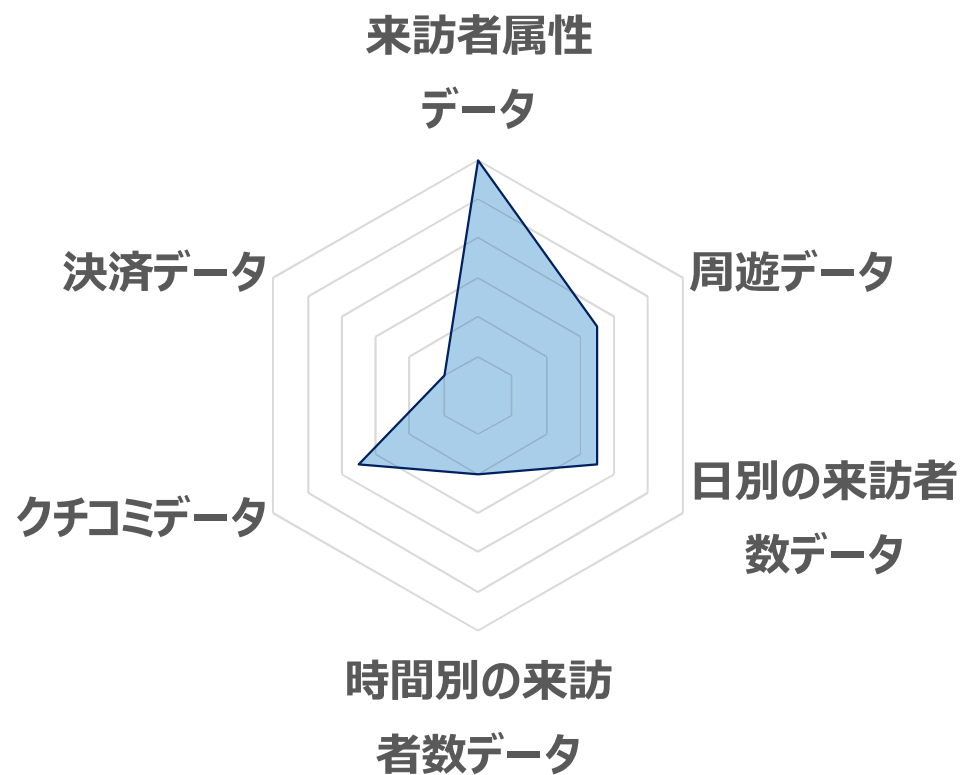 来訪者属性
データ
周遊データ
日別の来訪者
数データ
時間別の来訪
者数データ
クチコミデータ
決済データ